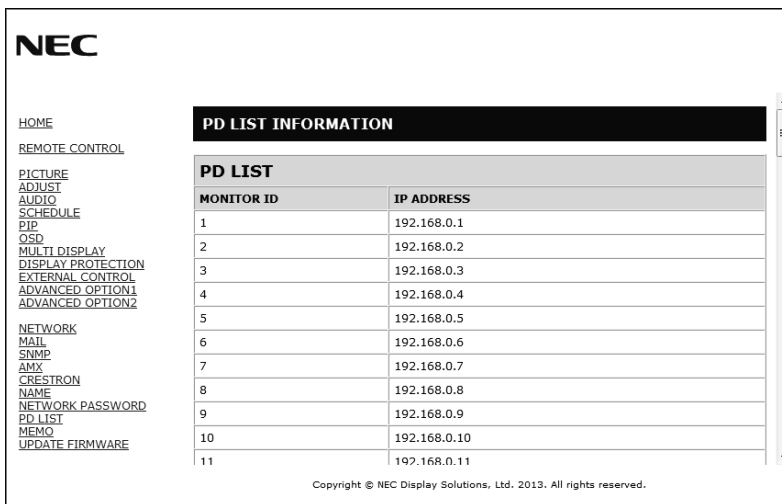 NEC
HOME
REMOTE CONTROL
PICTURE
ADJUST
AUDIO
SCHEDULE
PIP
OSD
MULTI DISPLAY
DISPLAY PROTECTION
EXTERNAL CONTROL
ADVANCED OPTION1
ADVANCED OPTION2
NETWORK
MAIL
SNMP
AMX
CRESTRON
NAME
NETWORK PASSWORD
PD LIST
MEMO
UPDATE FIRMWARE
PD LIST INFORMATION
PD LIST
MONITOR ID IP ADDRESS
1 192.168.0.1
2 192.168.0.2
3 192.168.0.3
4 192.168.0.4
5 192.168.0.5
6 192.168.0.6
7 192.168.0.7
8 192.168.0.8
9 192.168.0.9
10 192.168.0.10
11 192.168.0.11
Copyright © NEC Display Solutions, Ltd. 2013. All rights reserved.